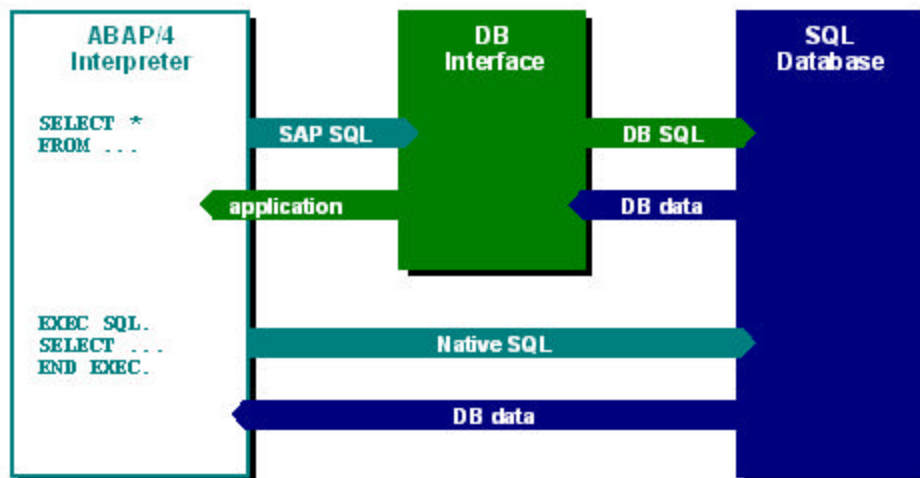 ABAP/4
Interpreter
DB
Interface
SQL
Database
SELECT *
FROM ...
SAP SQL
DB SQL
application
DB data
EXEC SQL.
SELECT ...
END EXEC.
Native SQL
DB data